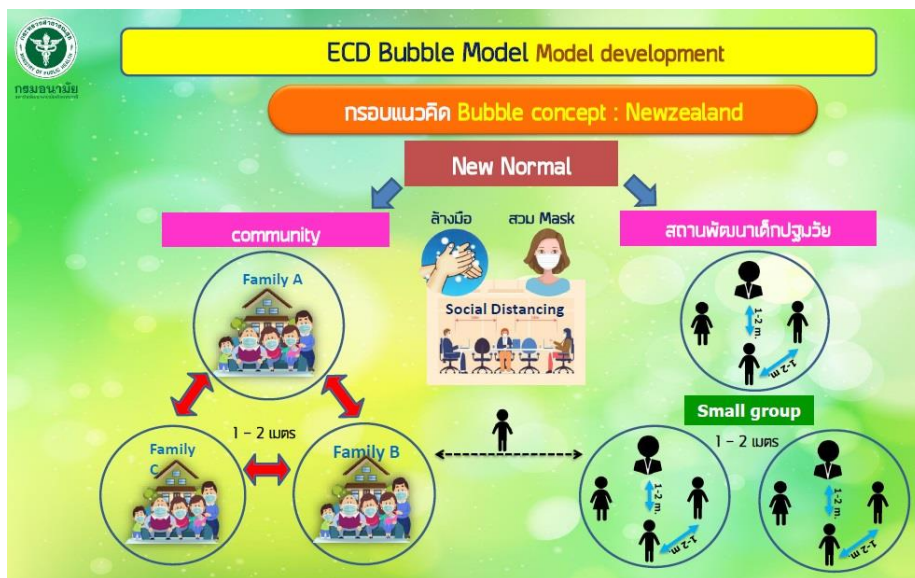 ECD Bubble Model Model development
กรมอนามัย
กรอบแนวคิด Bubble concept : Newzealand
New Normal
community
ล้างมือ
สวม Mask
สถานพัฒนาเด็กปฐมวัย
Family A
Social Distancing
1-2 m.
1-2 m.
Small group
1 – 2 เมตร
1 – 2 เมตร
Family
C
Family B
1-2 m.
1-2 m.
1-2 m.
1-2 m.